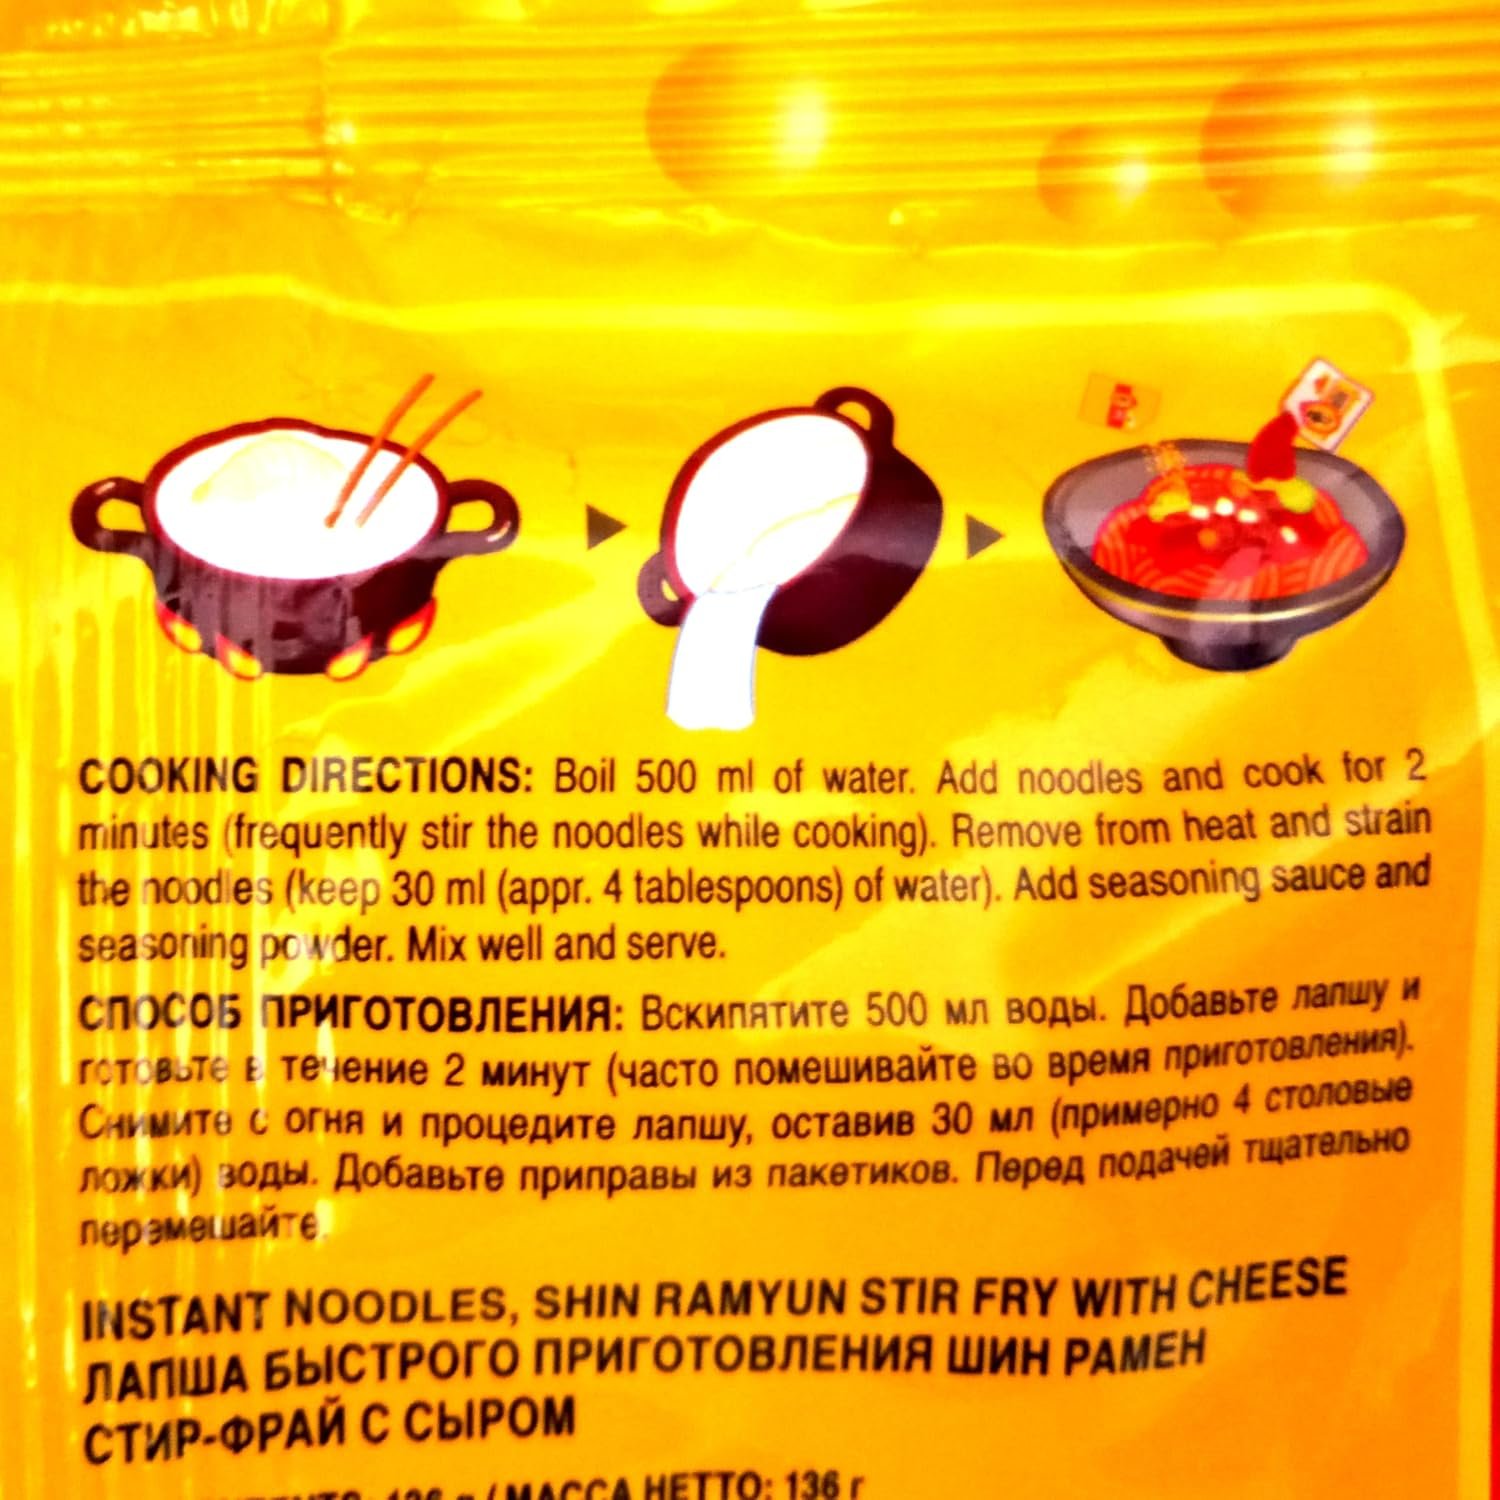 COOKING DIRECTIONS: Boil 500 ml of water. Add noodles and cook for 2
minutes (frequently stir the noodles while cooking). Remove from heat and strain
the noodles (keep 30 ml (appr. 4 tablespoons) of water). Add seasoning sauce and
seasoning powder. Mix well and serve.
СПОСОБ ПРИГОТОВЛЕНИЯ: Вскипятите 500 мл воды. Добавьте лапшу и
готовьте в течение 2 минут (часто помешивайте во время приготовления).
Снимите с огня и процедите лапшу, оставив 30 мл (примерно 4 столовые
ложки) воды. Добавьте приправы из пакетиков. Перед подачей тщательно
перемешайте.
INSTANT NOODLES, SHIN RAMYUN STIR FRY WITH CHEESE
ЛАПША БЫСТРОГО ПРИГОТОВЛЕНИЯ ШИН РАМЕН
СТИР-ФРАЙ С СЫРОМ
136 g / МАССА НЕТТО: 136 г